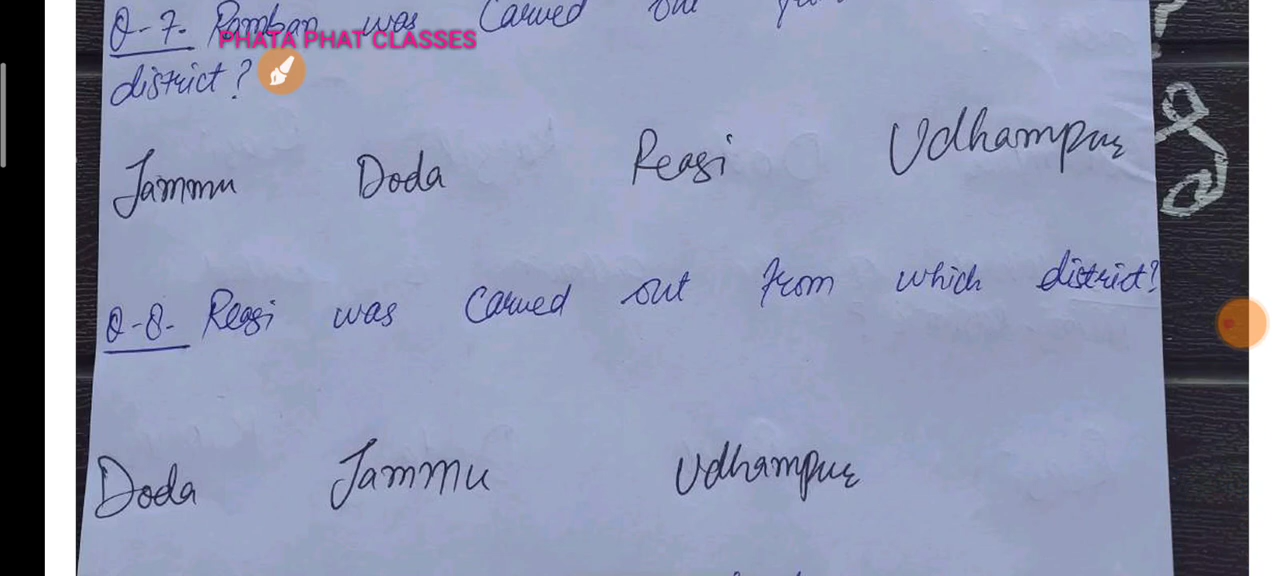 Q-7- Ramban was Carved out
PHATA PHAT CLASSES
district?
Jammu Doda Reasi Udhampur
Q-8- Reasi was Carved out from which district?
Doda Jammu Udhampur